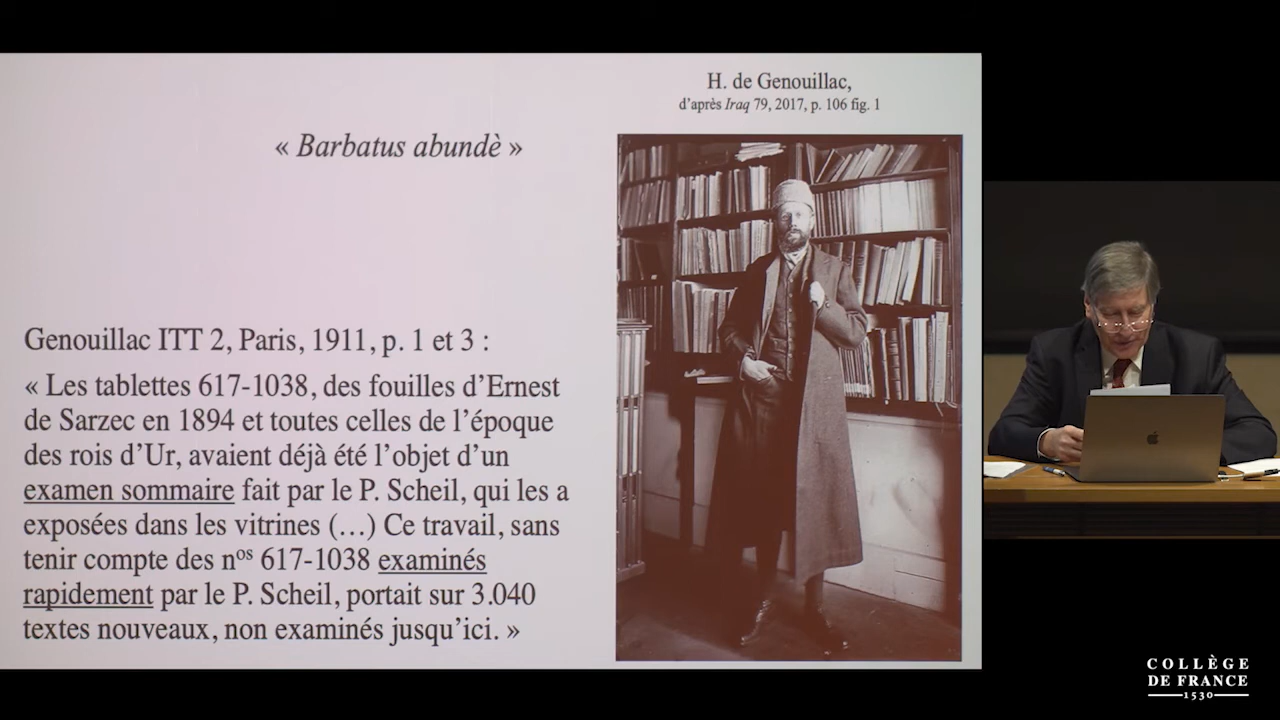 H. de Genouillac,
d'après Iraq 79, 2017, p. 106 fig. 1
« Barbatus abundè »
Genouillac ITT 2, Paris, 1911, p. 1 et 3 :
« Les tablettes 617-1038, des fouilles d'Ernest
de Sarzec en 1894 et toutes celles de l'époque
des rois d'Ur, avaient déjà été l'objet d'un
examen sommaire fait par le P. Scheil, qui les a
exposées dans les vitrines (…) Ce travail, sans
tenir compte des nos 617-1038 examinés
rapidement par le P. Scheil, portait sur 3.040
textes nouveaux, non examinés jusqu'ici. »
COLLÈGE
DE FRANCE
1530